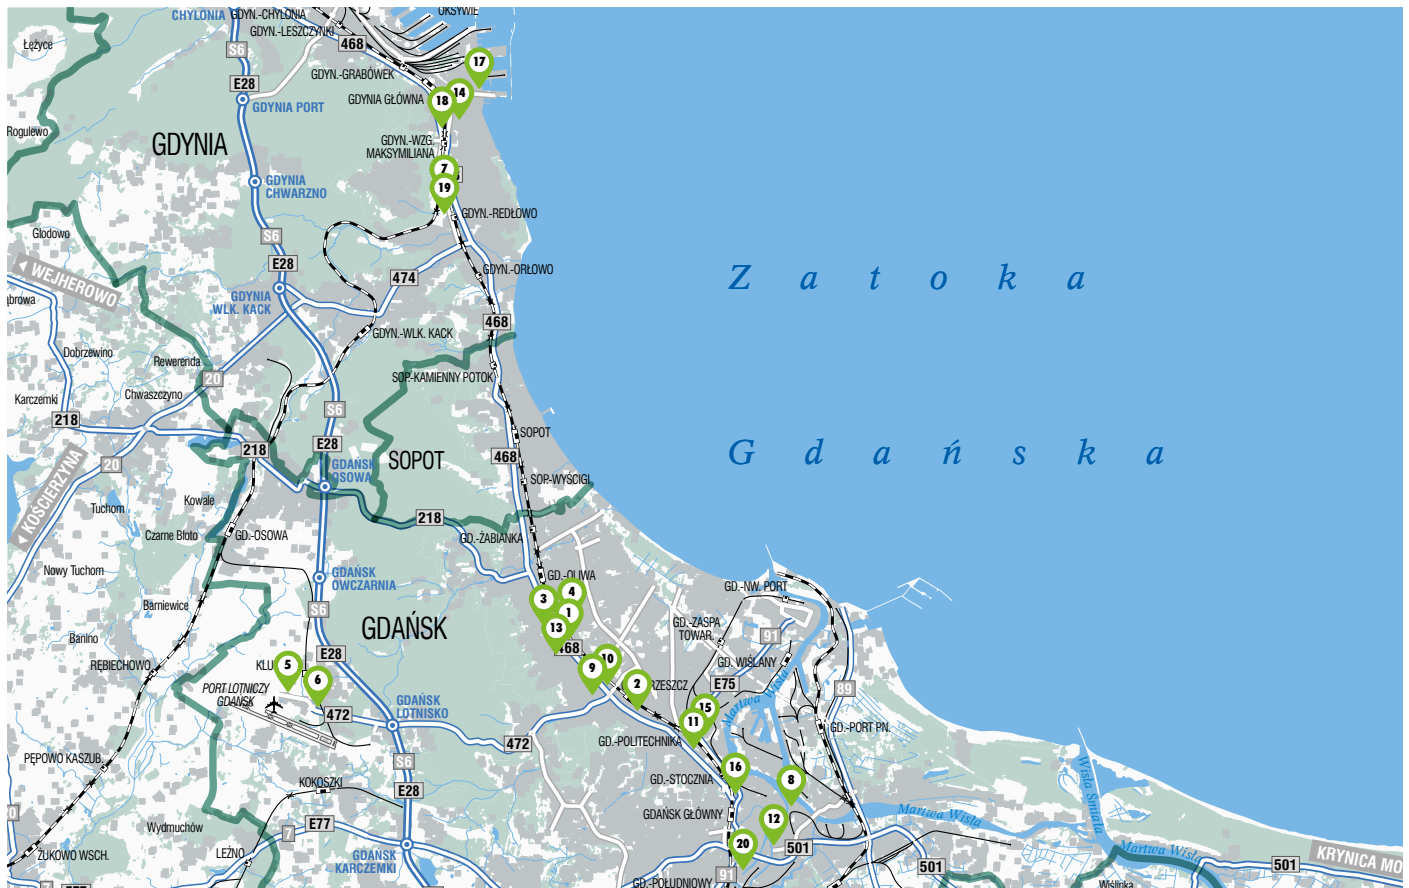 CHYLONIA
GDYN.-CHYLONIA
OKSYWIE
GDYN.-LESZCZYNKI
Łężyce
S6
468
17
GDYN.-GRABÓWEK
E28
14
GDYNIA PORT
GDYNIA GŁÓWNA
18
Rogulewo
GDYNIA
GDYN.-WZG.
MAKSYMILIANA
7
GDYNIA
CHWARZNO
19
GDYN.-REDŁOWO
Glodowo
S6
WEJHEROWO
E28
GDYN.-ORŁOWO
474
Zatoka
GDYNIA
WLK. KACK
468
GDYN.-WLK. KACK
Dobrzewino
Rewerenda
20
SOP.-KAMIENNY POTOK
Karczemki
Chwaszczyno
S6
218
SOPOT
E28
218
468
SOPOT
Gdańska
20
GDAŃSK
OSOWA
SOP.-WYŚCIGI
KOŚCIERZYNA
Kowale
Tuchom
218
Czarne Błoto
GD.-OSOWA
GD.-ŻABIANKA
Nowy Tuchom
GDAŃSK
OWCZARNIA
GD.-OLIWA
GD.-NW. PORT
Barniewice
S6
3
4
1
GDAŃSK
13
GD.-ZASPA
TOWAR.
91
Banino
468
E28
RĘBIECHOWO
5
10
GD. WIŚLANY
9
6
2
E75
89
PORT LOTNICZY
GDAŃSK
Martwa Wisła
GDAŃSK
LOTNISKO
15
472
11
GD.-PORT PN.
472
GD.-POLITECHNIKA
PĘPOWO KASZUB.
S6
16
GD.-STOCZNIA
8
Wisła Śmiała
KOKOSZKI
E28
GDAŃSK GŁÓWNY
Martwa Wisła
12
Wydmuchów
E77
7
20
501
Martwa Wisła
ŻUKOWO WSCH.
LEŹNO
GDAŃSK
KARCZEMKI
501
501
KRYNICA MO
91
GD.-POŁUDNIOWY
Wiślinka